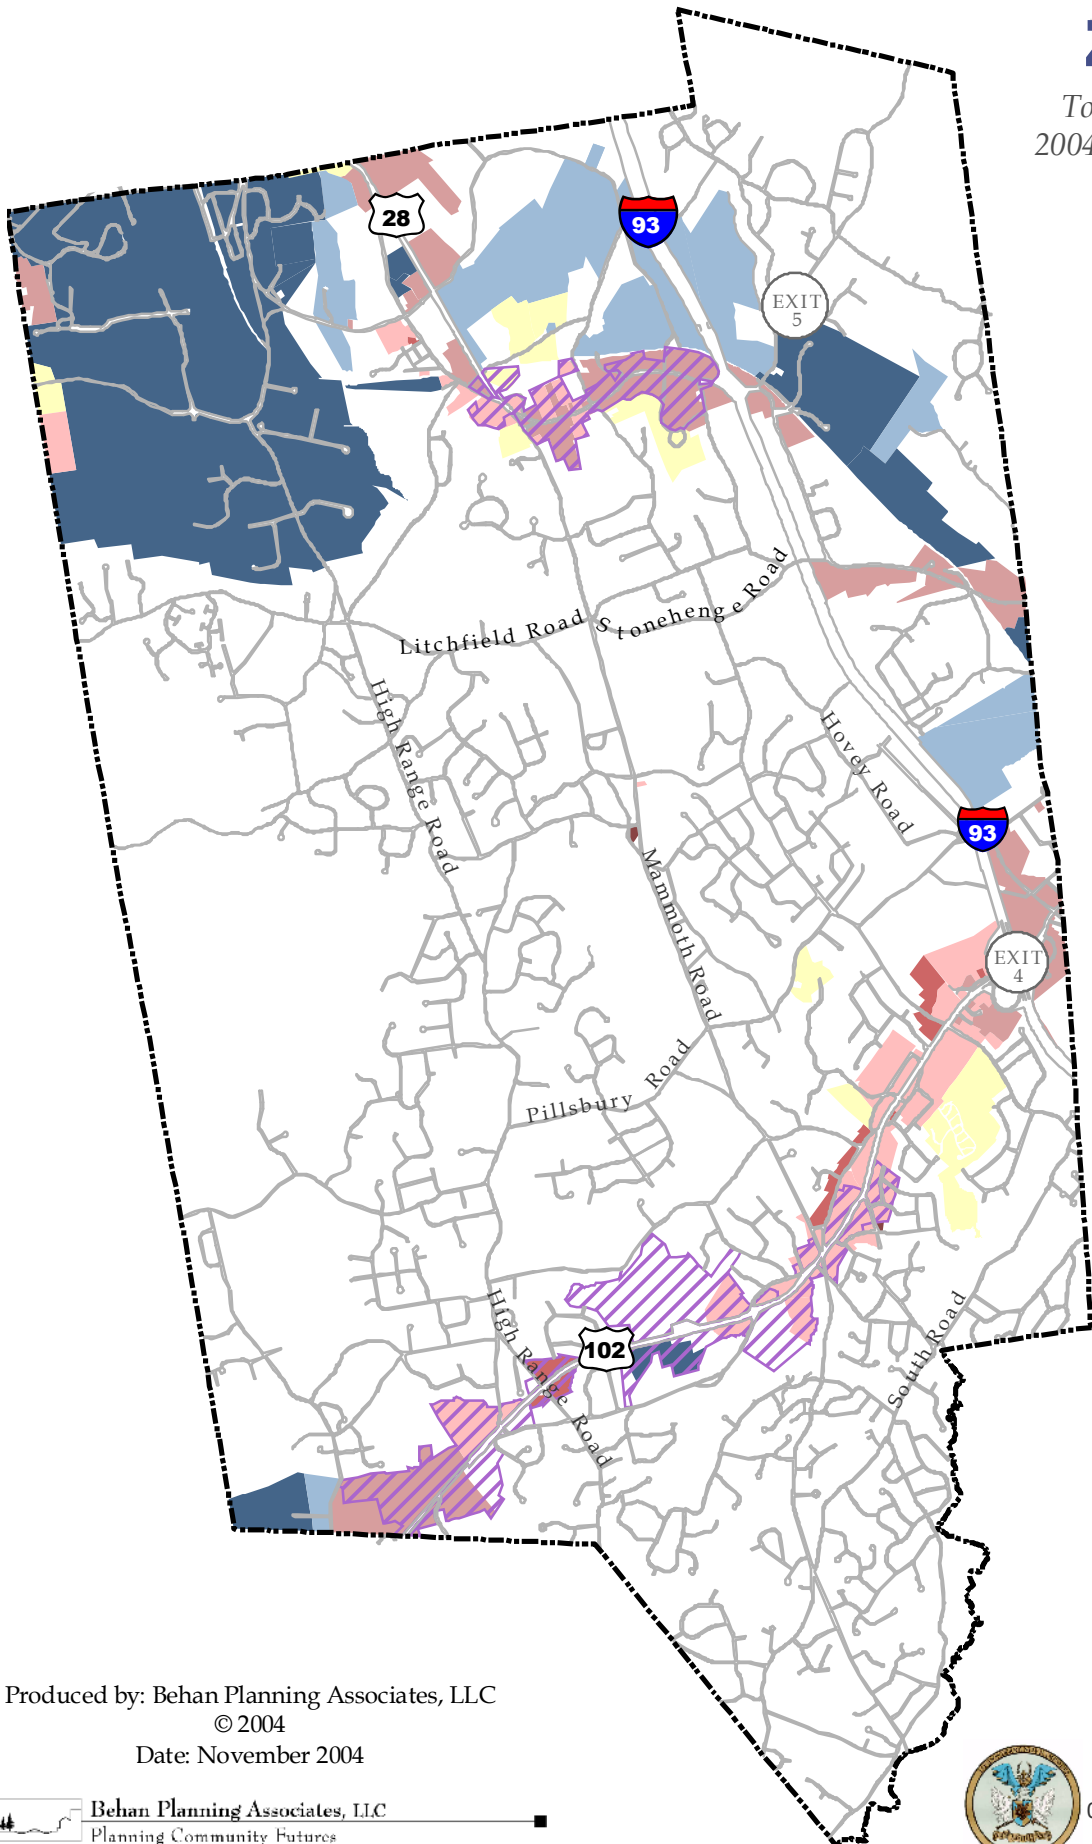 To
2004
28
93
EXIT
5
Litchfield Road
Stonehenge Road
High Range Road
Hovey Road
93
Mammoth Road
EXIT
4
Pillsbury Road
High Range Road
102
South Road
Produced by: Behan Planning Associates, LLC
© 2004
Date: November 2004
Behan Planning Associates, LLC
Planning Community Futures